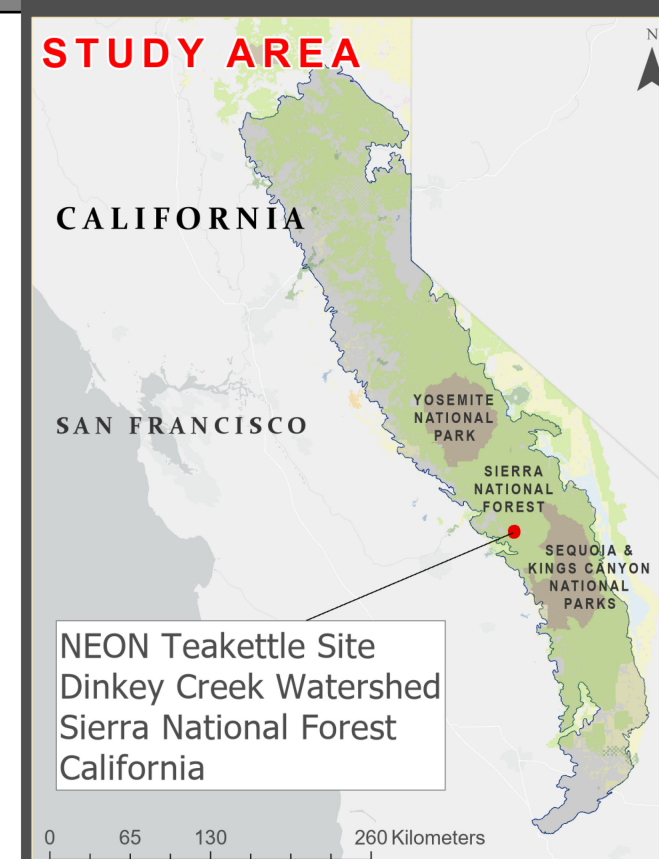 STUDY AREA
N
CALIFORNIA
SAN FRANCISCO
YOSEMITE
NATIONAL
PARK
SIERRA
NATIONAL
FOREST
SEQUOIA &
KINGS CANYON
NATIONAL
PARKS
NEON Teakettle Site
Dinkey Creek Watershed
Sierra National Forest
California
0 65 130 260 Kilometers